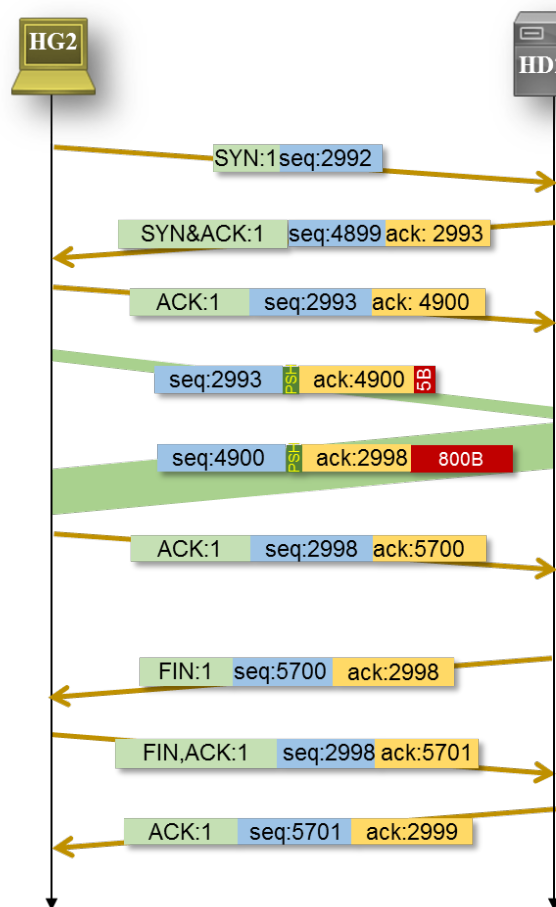 HG2
HD
SYN:1 seq:2992
SYN&ACK:1 seq:4899 ack: 2993
ACK:1 seq:2993 ack: 4900
seq:2993 PSH ack:4900 5B
seq:4900 PSH ack:2998 800B
ACK:1 seq:2998 ack:5700
FIN:1 seq:5700 ack:2998
FIN,ACK:1 seq:2998 ack:5701
ACK:1 seq:5701 ack:2999